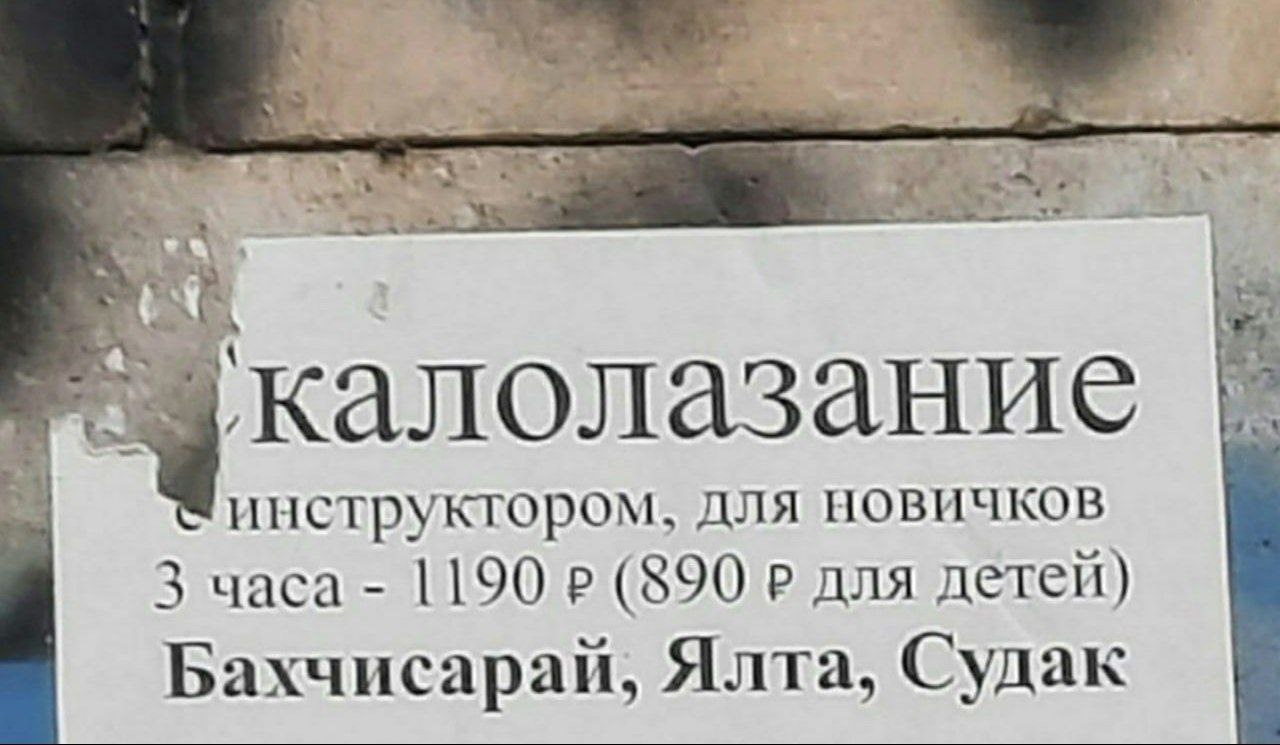 калолазание
с инструктором, для новичков
3 часа - 1190 ₽ (890 ₽ для детей)
Бахчисарай, Ялта, Судак